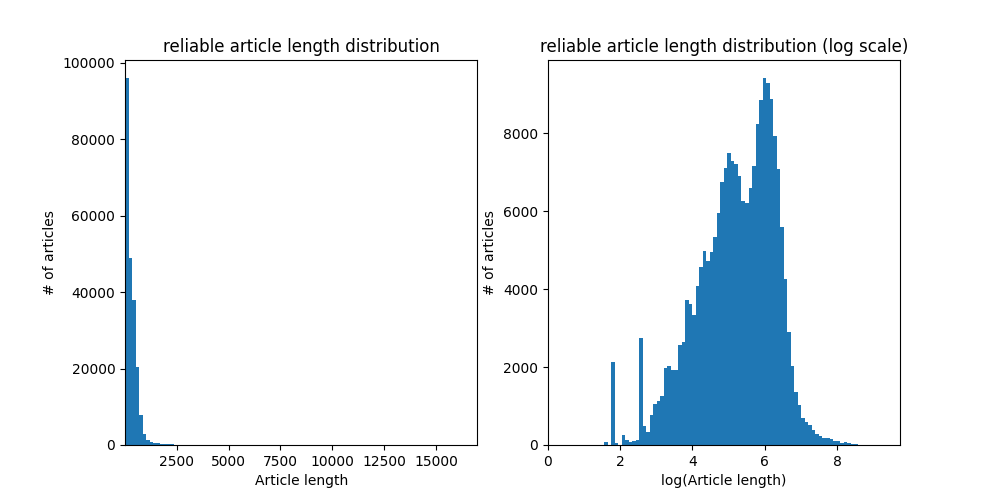 reliable article length distribution
100000
80000
60000
40000
20000
0
# of articles
2500 5000 7500 10000 12500 15000
Article length
reliable article length distribution (log scale)
8000
6000
4000
2000
0
# of articles
0 2 4 6 8
log(Article length)